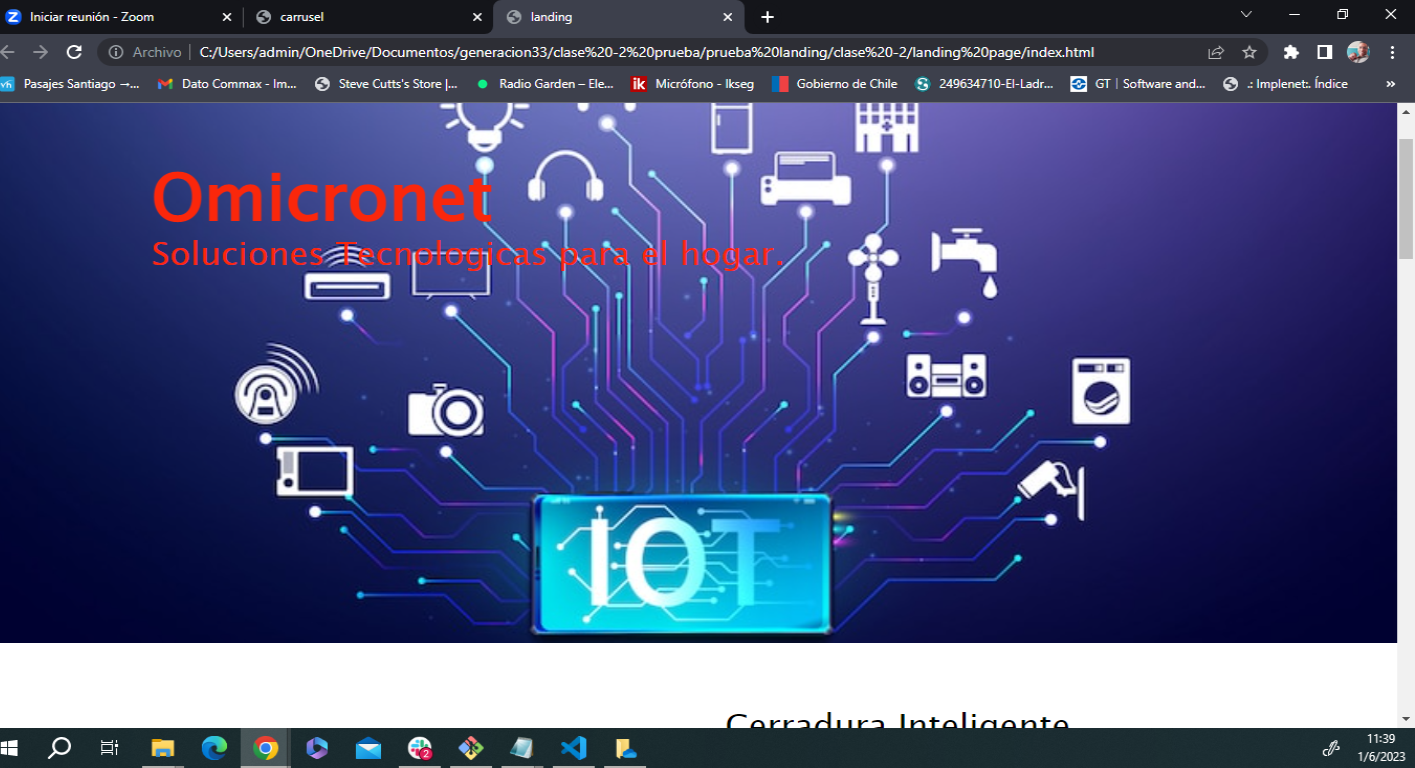 Iniciar reunión - Zoom
carrusel
landing
Archivo
C:/Users/admin/OneDrive/Documentos/generacion33/clase%20-2%20prueba/prueba%20landing/clase%20-2/landing%20page/index.html
vh Pasajes Santiago →...
Dato Commax - Im...
Steve Cutts's Store |...
Radio Garden – Ele...
ik Micrófono - Ikseg
Gobierno de Chile
249634710-El-Ladr...
GT | Software and...
.: Implenet:. Índice
»
Omicronet
Soluciones Tecnologicas para el hogar.
IOT
Cerradura Inteligente
2
11:39
1/6/2023